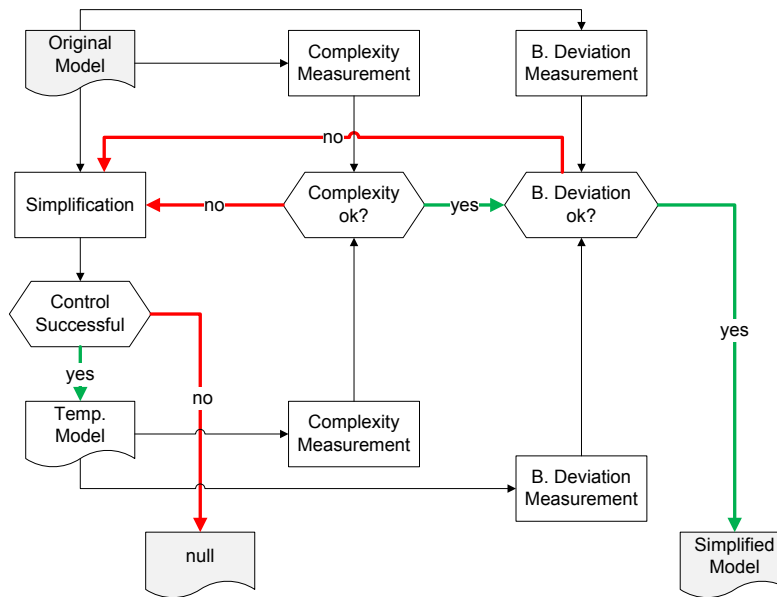 Original
Model
Complexity
Measurement
B. Deviation
Measurement
no
Simplification
no
Complexity
ok?
yes
B. Deviation
ok?
Control
Successful
yes
no
yes
Temp.
Model
Complexity
Measurement
B. Deviation
Measurement
null
Simplified
Model